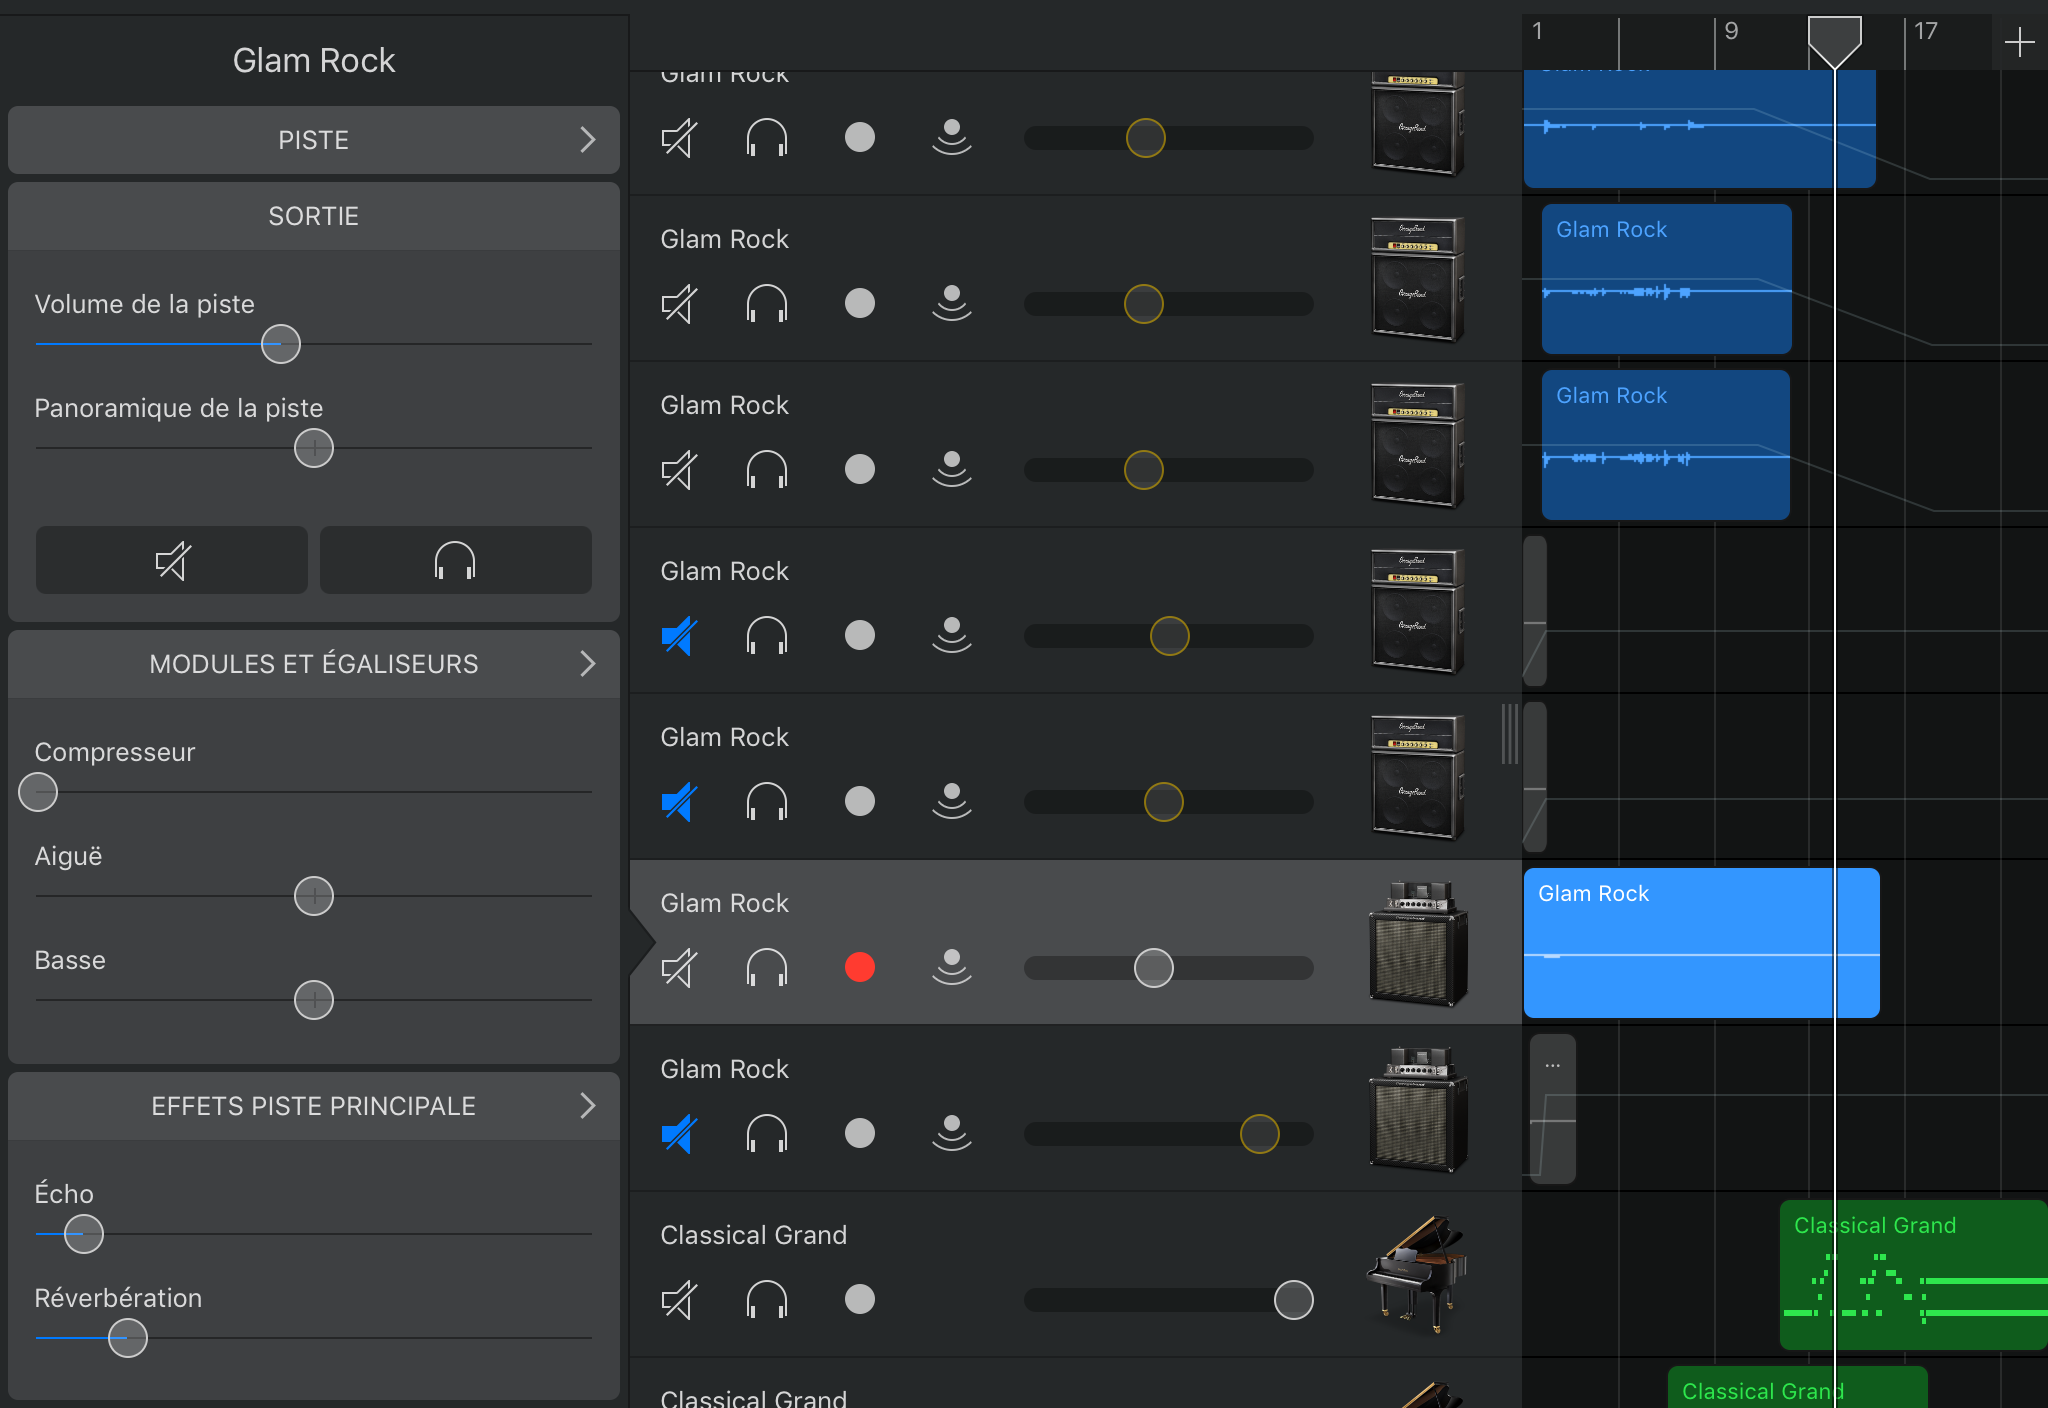 Glam Rock
PISTE
SORTIE
Volume de la piste
Panoramique de la piste
MODULES ET ÉGALISEURS
Compresseur
Aiguë
Basse
EFFETS PISTE PRINCIPALE
Écho
Réverbération
Glam Rock
Glam Rock
Glam Rock
Glam Rock
Glam Rock
Glam Rock
Glam Rock
Classical Grand
Classical Grand
1
9
17
Glam Rock
Glam Rock
Glam Rock
Glam Rock
...
Classical Grand
Classical Grand